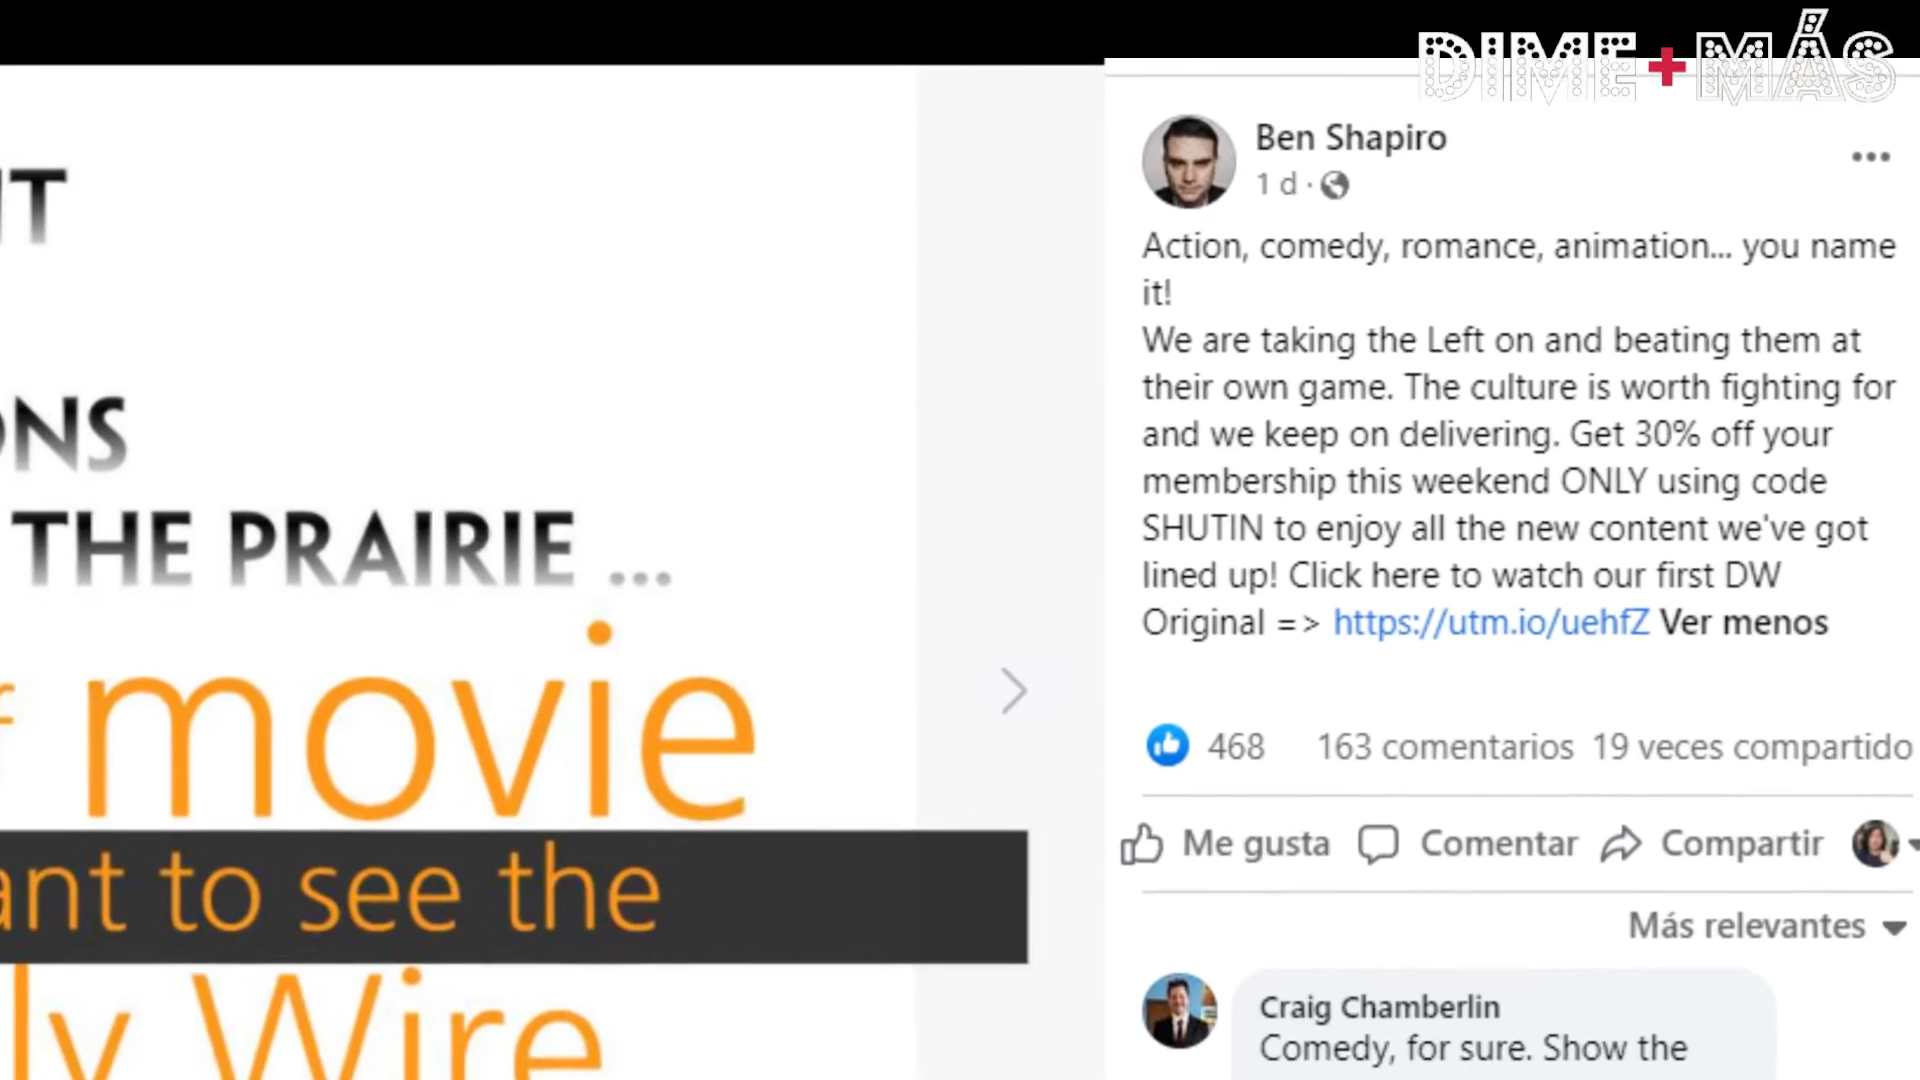 DIME+MÁS
NT
ONS
THE PRAIRIE ...
f movie
ant to see the
ly Wire
Ben Shapiro
1 d ·
Action, comedy, romance, animation... you name
it!
We are taking the Left on and beating them at
their own game. The culture is worth fighting for
and we keep on delivering. Get 30% off your
membership this weekend ONLY using code
SHUTIN to enjoy all the new content we've got
lined up! Click here to watch our first DW
Original => https://utm.io/uehfZ Ver menos
468 163 comentarios 19 veces compartido
Me gusta Comentar Compartir
Más relevantes
Craig Chamberlin
Comedy, for sure. Show the